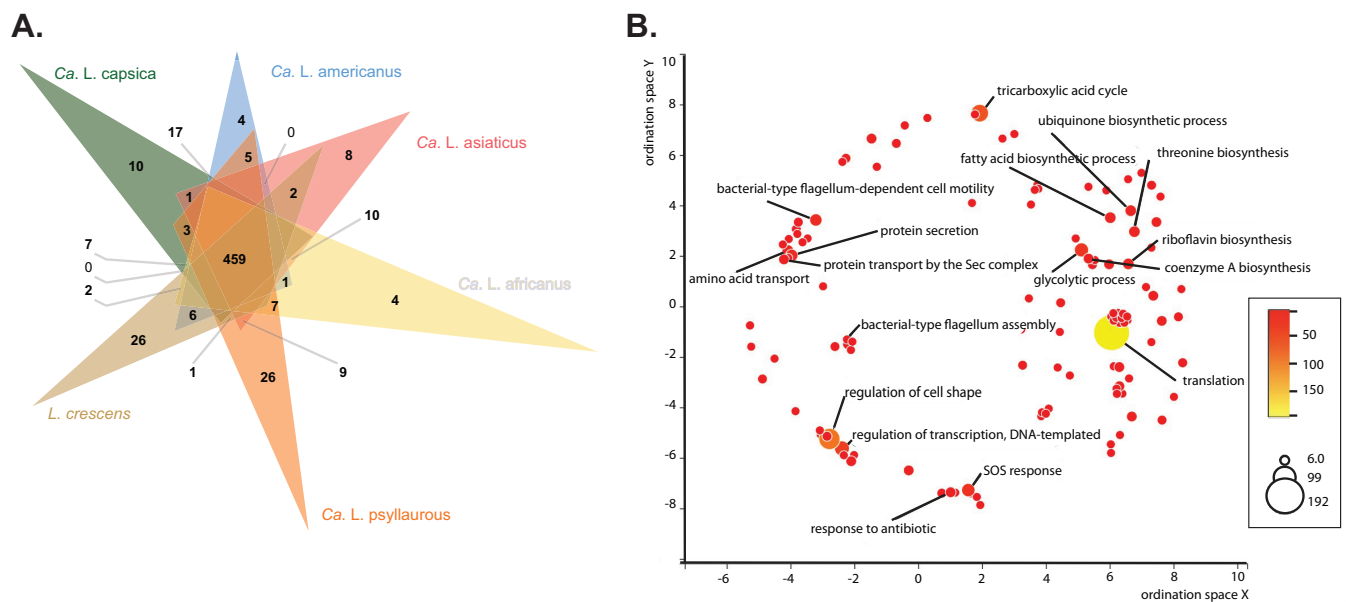 A.
Ca. L. capsica
Ca. L. americanus
Ca. L. asiaticus
Ca. L. africanus
Ca. L. psyllaurous
L. crescens
17
4
0
10
5
8
1
2
3
10
7
459
0
1
2
7
4
6
26
1
26
9
B.
ordination space Y
10
8
6
4
2
0
-2
-4
-6
-8
tricarboxylic acid cycle
ubiquinone biosynthetic process
fatty acid biosynthetic process
threonine biosynthesis
bacterial-type flagellum-dependent cell motility
protein secretion
riboflavin biosynthesis
amino acid transport
protein transport by the Sec complex
coenzyme A biosynthesis
glycolytic process
bacterial-type flagellum assembly
translation
regulation of cell shape
regulation of transcription, DNA-templated
SOS response
response to antibiotic
-6
-4
-2
0
2
4
6
8
10
ordination space X
50
100
150
6.0
99
192